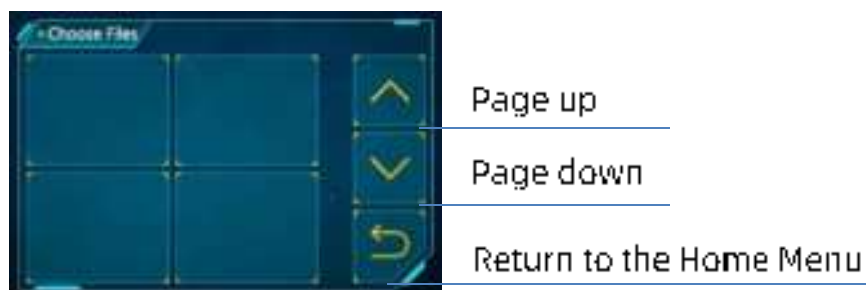 Choose Files
Page up
Page down
Return to the Home Menu